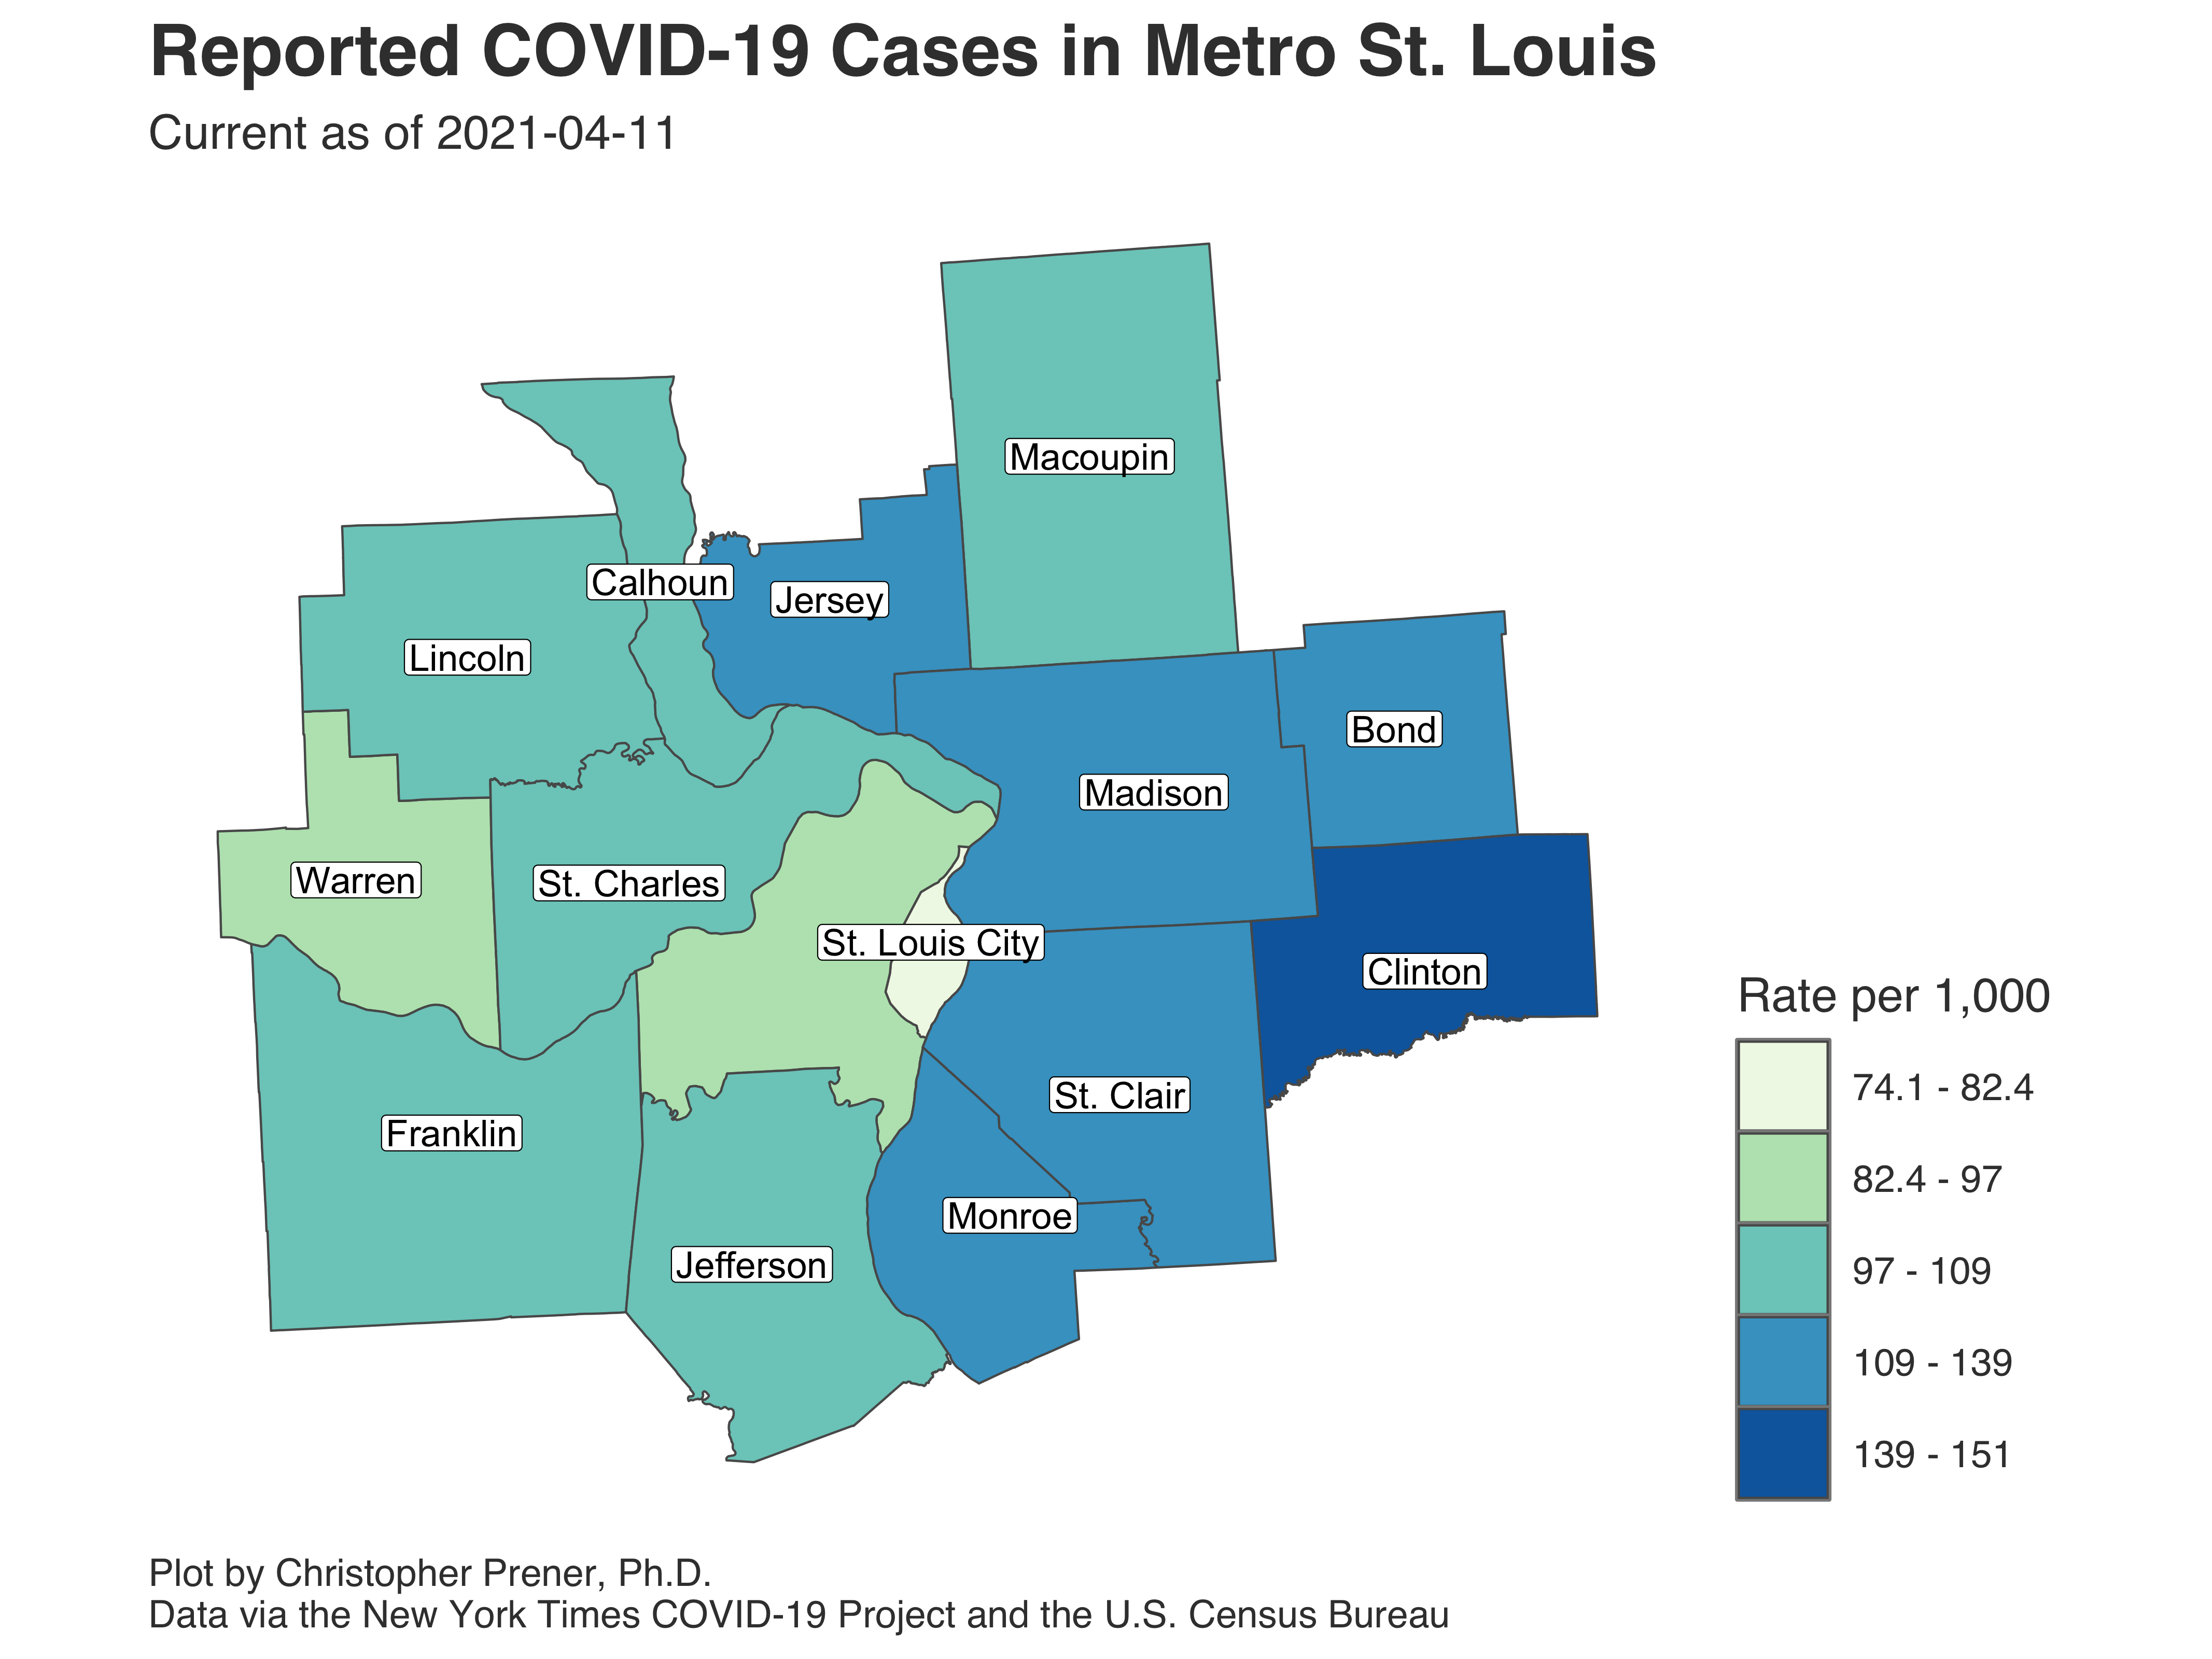 Reported COVID-19 Cases in Metro St. Louis
Current as of 2021-04-11
Macoupin
Calhoun
Jersey
Lincoln
Bond
Madison
Warren
St. Charles
St. Louis City
Clinton
St. Clair
Franklin
Monroe
Jefferson
Rate per 1,000
74.1 - 82.4
82.4 - 97
97 - 109
109 - 139
139 - 151
Plot by Christopher Prener, Ph.D.
Data via the New York Times COVID-19 Project and the U.S. Census Bureau